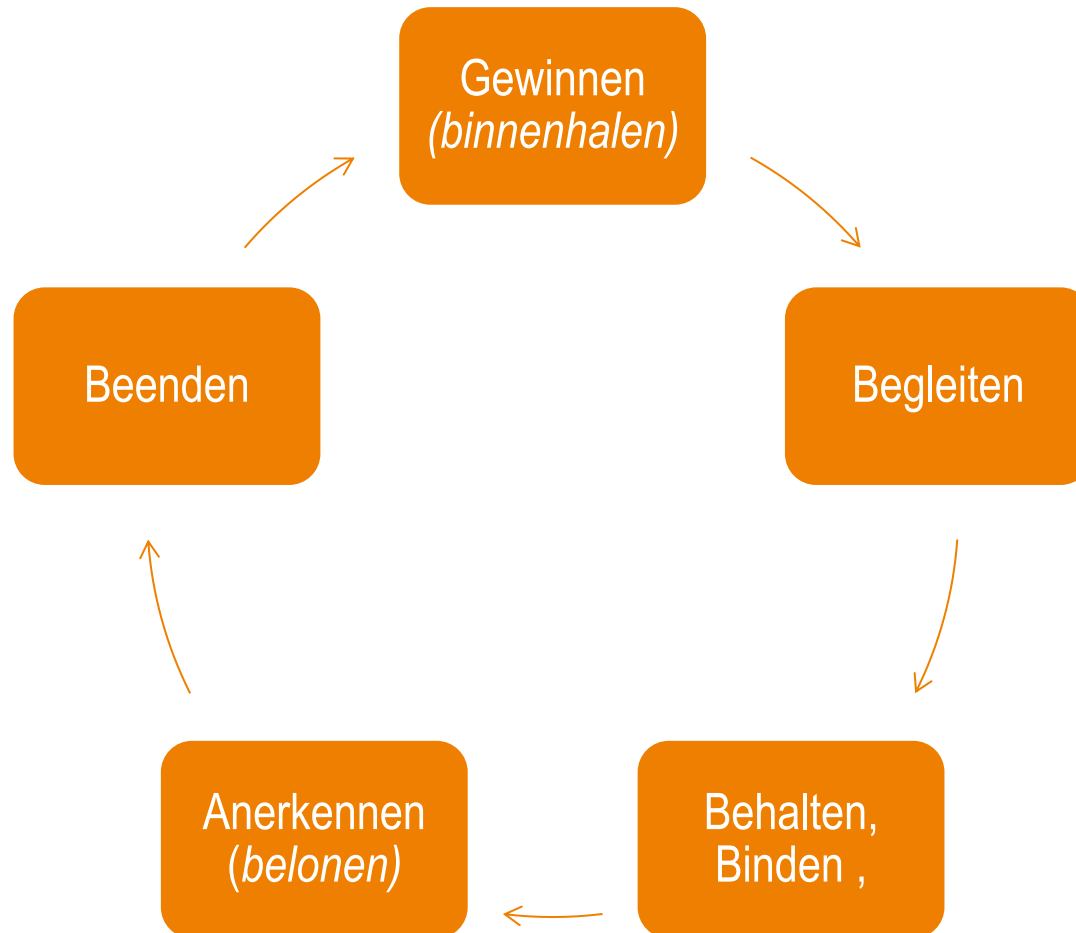 Gewinnen
(binnenhalen)
Begleiten
Behalten,
Binden ,
Anerkennen
(belonen)
Beenden